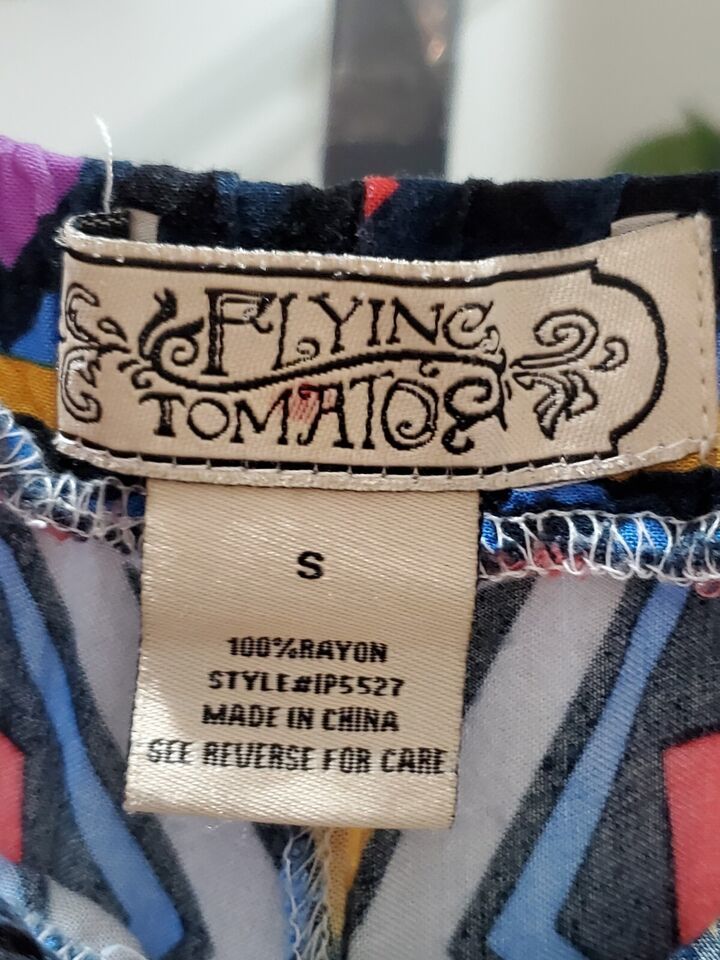 FLYING
TOMATO
S
100%RAYON
STYLE#IP5527
MADE IN CHINA
SEE REVERSE FOR CARE